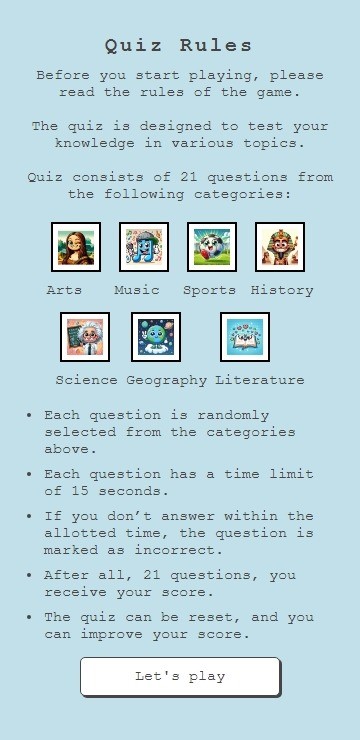 Quiz Rules
Before you start playing, please
read the rules of the game.
The quiz is designed to test your
knowledge in various topics.
Quiz consists of 21 questions from
the following categories:
Arts Music Sports History
Science Geography Literature
• Each question is randomly
selected from the categories
above.
• Each question has a time limit
of 15 seconds.
• If you don’t answer within the
allotted time, the question is
marked as incorrect.
• After all, 21 questions, you
receive your score.
• The quiz can be reset, and you
can improve your score.
Let's play